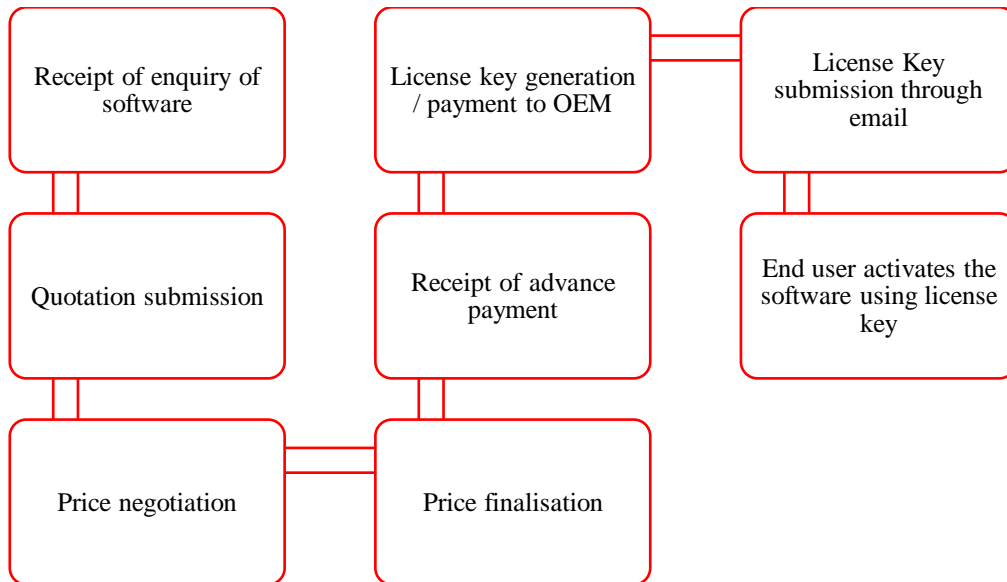 Receipt of enquiry of
software
Quotation submission
Price negotiation
Price finalisation
Receipt of advance
payment
License key generation
/ payment to OEM
License Key
submission through
email
End user activates the
software using license
key